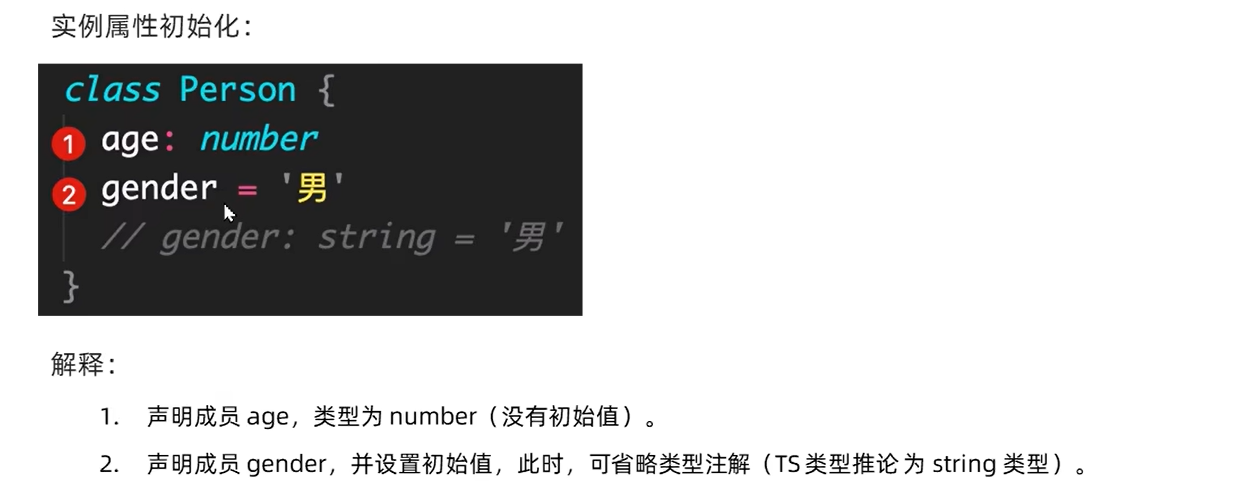 实例属性初始化：
class Person {
1 age: number
2 gender = '男'
// gender: string = '男'
}
解释：
1. 声明成员 age，类型为 number（没有初始值）。
2. 声明成员 gender，并设置初始值，此时，可省略类型注解（TS 类型推论 为 string 类型）。